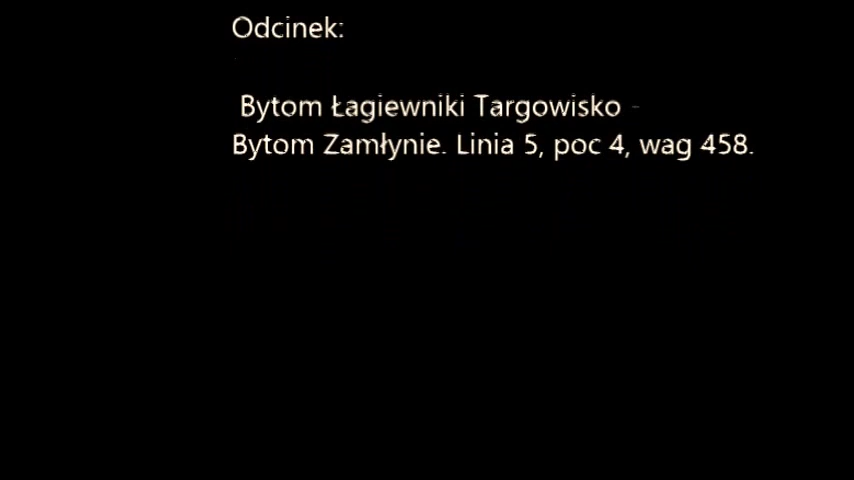 Odcinek:
Bytom Łagiewniki Targowisko -
Bytom Zamłynie. Linia 5, poc 4, wag 458.